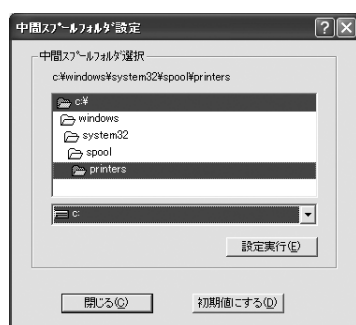 中間ｽﾌﾟｰﾙﾌｫﾙﾀﾞ設定
中間ｽﾌﾟｰﾙﾌｫﾙﾀﾞ選択
c:¥windows¥system32¥spool¥printers
c:¥
windows
system32
spool
printers
c:
設定実行(E)
閉じる(C)
初期値にする(D)